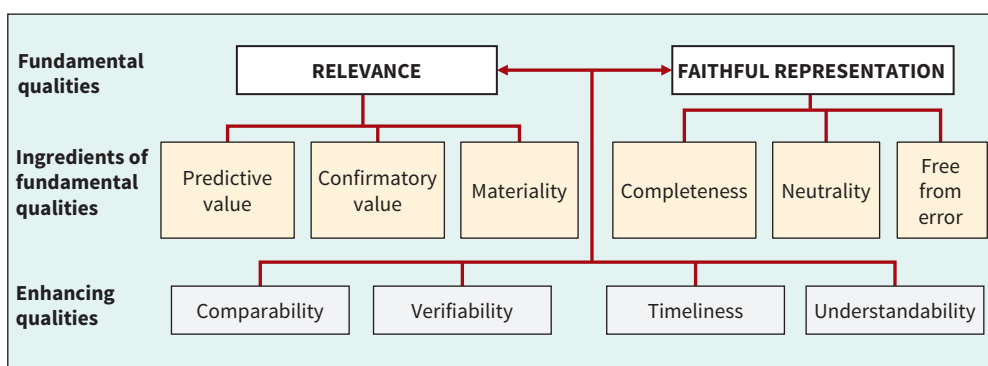 Fundamental
qualities
RELEVANCE
FAITHFUL REPRESENTATION
Ingredients of
fundamental
qualities
Predictive
value
Confirmatory
value
Materiality
Completeness
Neutrality
Free
from
error
Enhancing
qualities
Comparability
Verifiability
Timeliness
Understandability